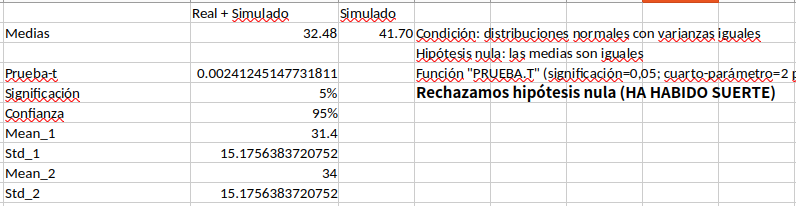 Real + Simulado Simulado
Medias 32.48 41.70 Condición: distribuciones normales con varianzas iguales
Hipótesis nula: las medias son iguales
Prueba-t 0.00241245147731811 Función "PRUEBA.T" (significación=0,05; cuarto-parámetro=2 p
Significación 5% Rechazamos hipótesis nula (HA HABIDO SUERTE)
Confianza 95%
Mean_1 31.4
Std_1 15.1756383720752
Mean_2 34
Std_2 15.1756383720752